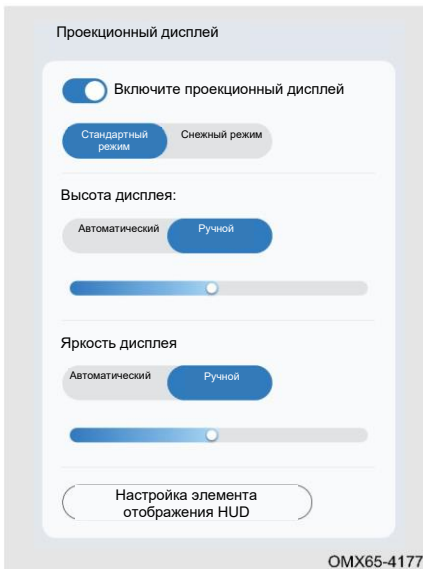 Проекционный дисплей
Включите проекционный дисплей
Стандартный
режим
Снежный режим
Высота дисплея:
Автоматический
Ручной
Яркость дисплея
Автоматический
Ручной
Настройка элемента
отображения HUD
OMX65-4177